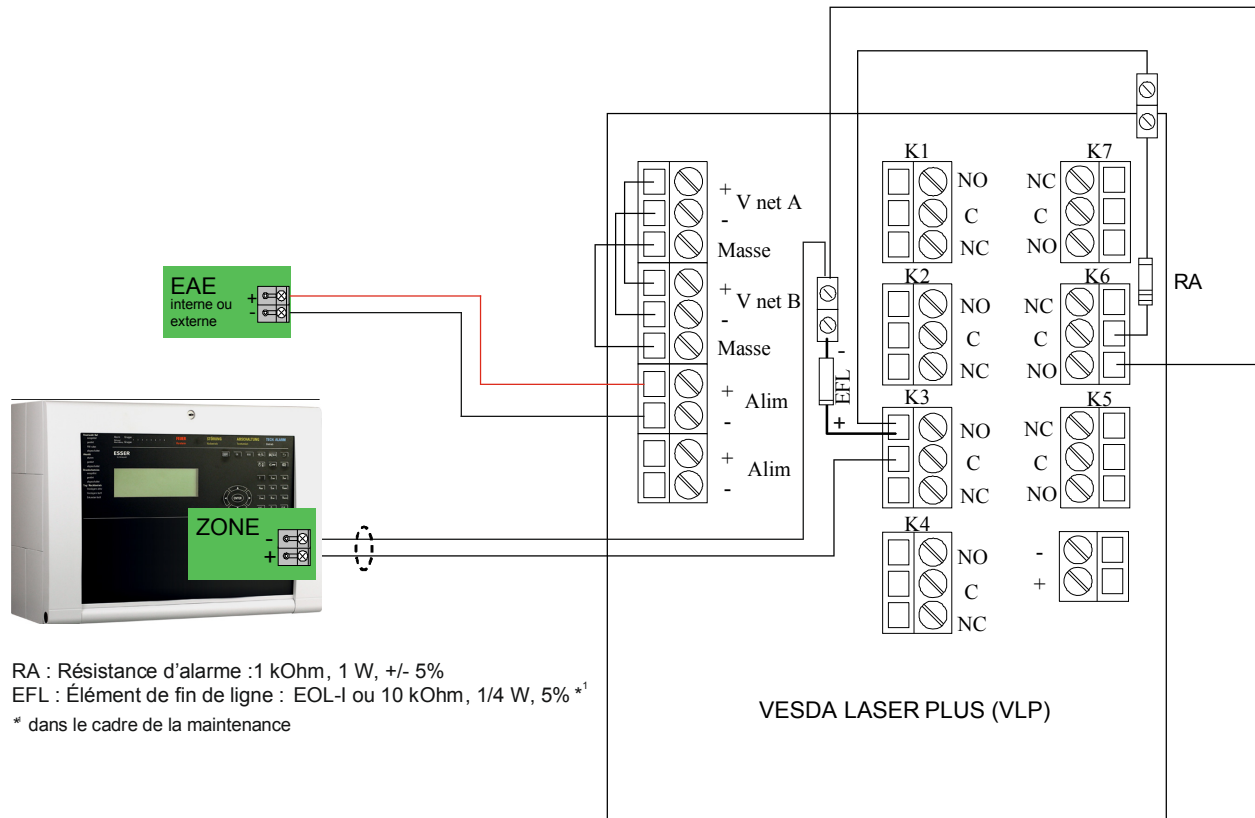 K1
NO
C
NC
K7
NC
C
NO
+
V net A
-
Masse
+
V net B
-
Masse
+
Alim
-
+
Alim
-
K2
NO
C
NC
K6
NC
C
NO
RA
-
EFL
+
K3
NO
C
NC
K5
NC
C
NO
K4
NO
C
NC
-
+
EAE
interne ou
externe
+
-
ESSER
ZONE
-
+
RA : Résistance d'alarme :1 kOhm, 1 W, +/- 5%
EFL : Élément de fin de ligne : EOL-I ou 10 kOhm, 1/4 W, 5% *1
*1 dans le cadre de la maintenance
VESDA LASER PLUS (VLP)